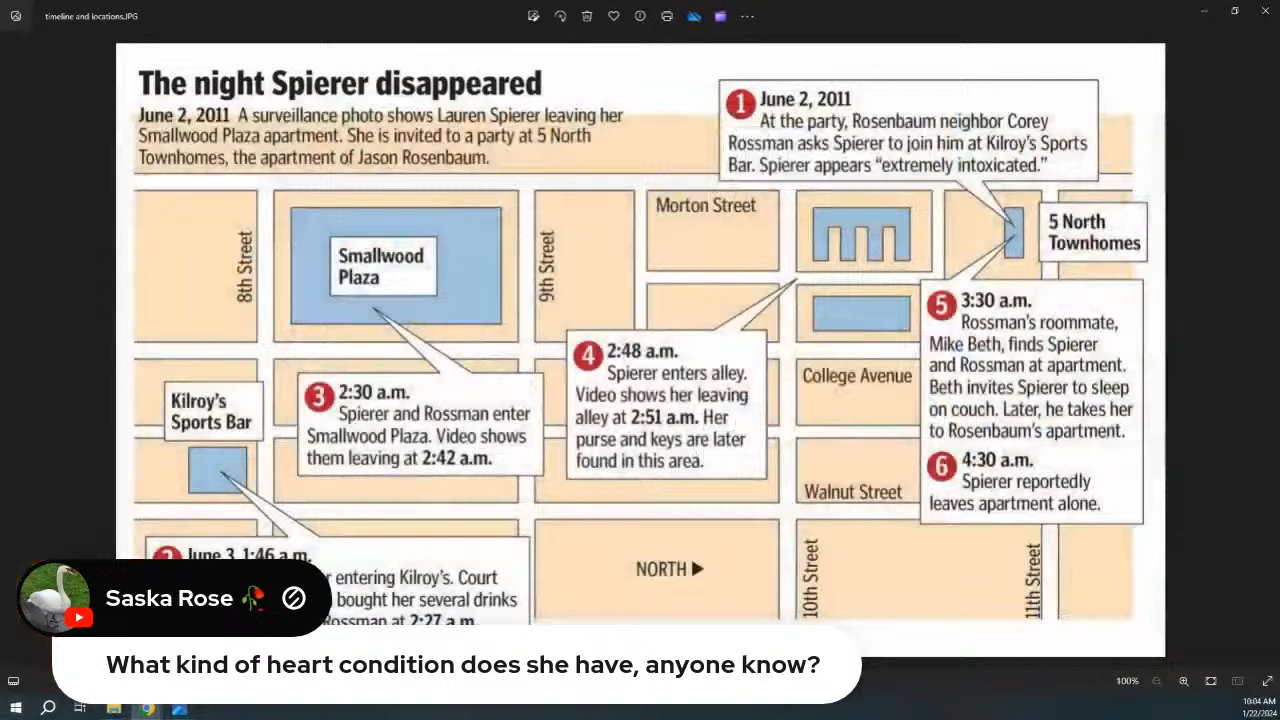 timeline and locations.JPG
The night Spierer disappeared
June 2, 2011 A surveillance photo shows Lauren Spierer leaving her
Smallwood Plaza apartment. She is invited to a party at 5 North
Townhomes, the apartment of Jason Rosenbaum.
1 June 2, 2011
At the party, Rosenbaum neighbor Corey
Rossman asks Spierer to join him at Kilroy's Sports
Bar. Spierer appears “extremely intoxicated.”
Morton Street
5 North
Townhomes
8th Street
Smallwood
Plaza
9th Street
5 3:30 a.m.
Rossman's roommate,
Mike Beth, finds Spierer
and Rossman at apartment.
Beth invites Spierer to sleep
on couch. Later, he takes her
to Rosenbaum's apartment.
6 4:30 a.m.
Spierer reportedly
leaves apartment alone.
4 2:48 a.m.
Spierer enters alley.
Video shows her leaving
alley at 2:51 a.m. Her
purse and keys are later
found in this area.
College Avenue
3 2:30 a.m.
Spierer and Rossman enter
Smallwood Plaza. Video shows
them leaving at 2:42 a.m.
Kilroy's
Sports Bar
Walnut Street
2 June 3, 1:46 a.m.
entering Kilroy's. Court
bought her several drinks
Rossman at 2:27 a.m.
NORTH
10th Street
11th Street
Saska Rose
What kind of heart condition does she have, anyone know?
100%
10:04 AM
1/22/2024